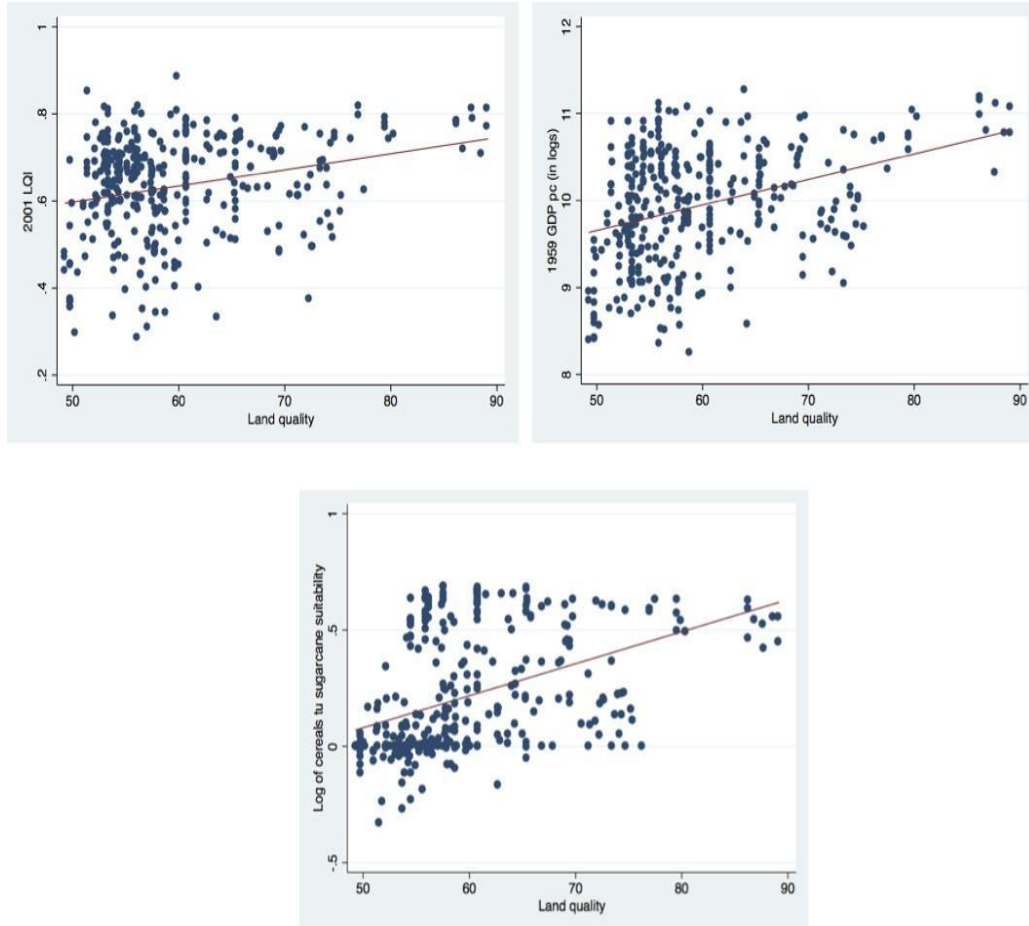 1
.8
.6
.4
.2
2001 LQI
50 60 70 80 90
Land quality
12
11
10
9
8
1959 GDP pc (in logs)
50 60 70 80 90
Land quality
1
.5
0
-.5
Log of cereals tu sugarcane suitability
50 60 70 80 90
Land quality